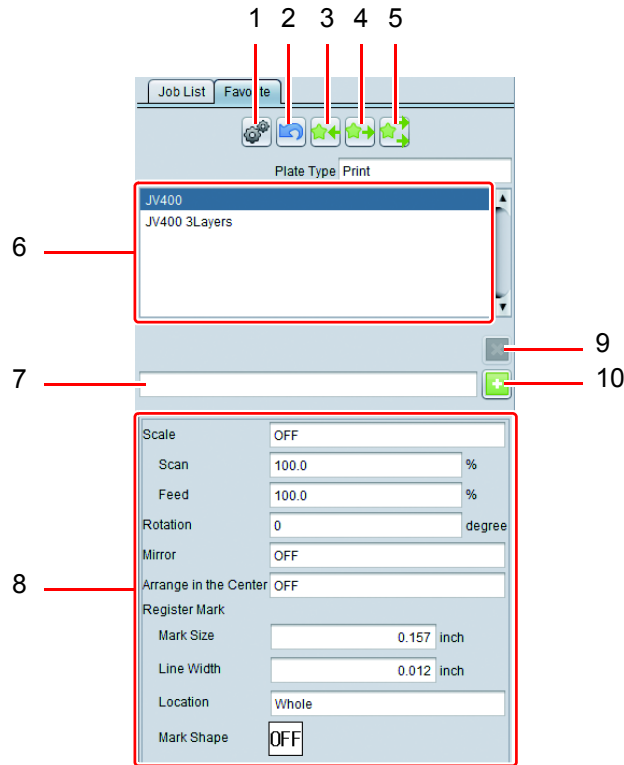 1 2 3 4 5
Job List Favorite
Plate Type Print
JV400
JV400 3Layers
6
9
7
10
Scale OFF
Scan 100.0 %
Feed 100.0 %
Rotation 0 degree
Mirror OFF
8
Arrange in the Center OFF
Register Mark
Mark Size 0.157 inch
Line Width 0.012 inch
Location Whole
Mark Shape OFF